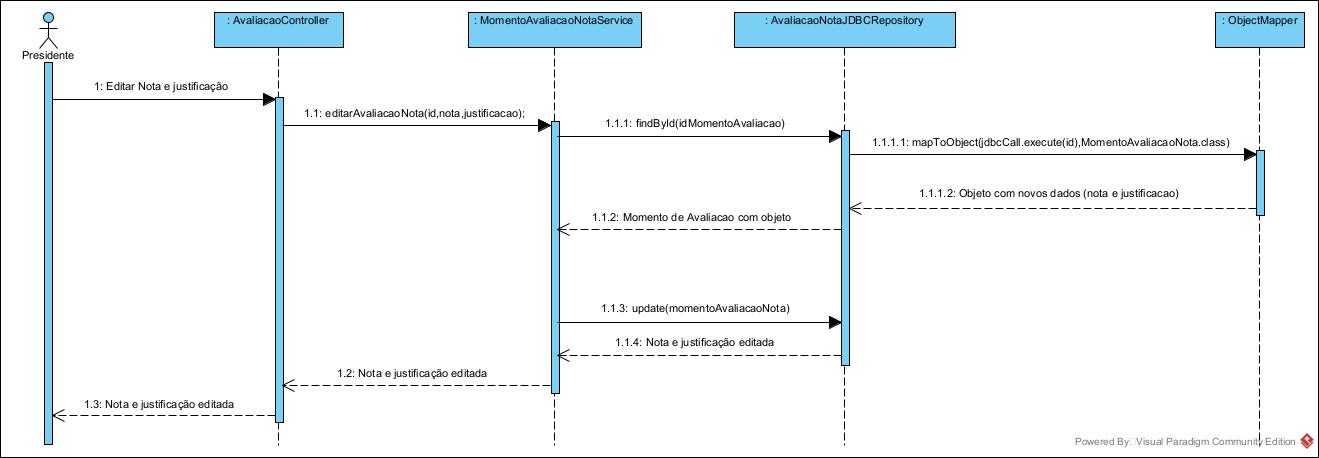 : AvaliacaoController
: MomentoAvaliacaoNotaService
: AvaliacaoNotaJDBCRepository
: ObjectMapper
Presidente
1: Editar Nota e justificação
1.1: editarAvaliacaoNota(id,nota,justificacao);
1.1.1: findById(idMomentoAvaliacao)
1.1.1.1: mapToObject(jdbcCall.execute(id),MomentoAvaliacaoNota.class)
1.1.1.2: Objeto com novos dados (nota e justificacao)
1.1.2: Momento de Avaliacao com objeto
1.1.3: update(momentoAvaliacaoNota)
1.1.4: Nota e justificação editada
1.2: Nota e justificação editada
1.3: Nota e justificação editada
Powered By Visual Paradigm Community Edition